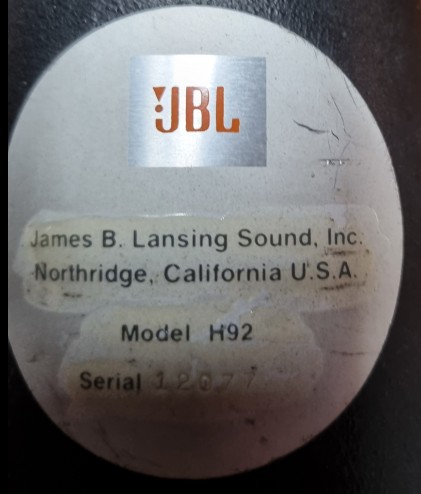 JBL
James B. Lansing Sound, Inc.
Northridge, California U.S.A.
Model H92
Serial